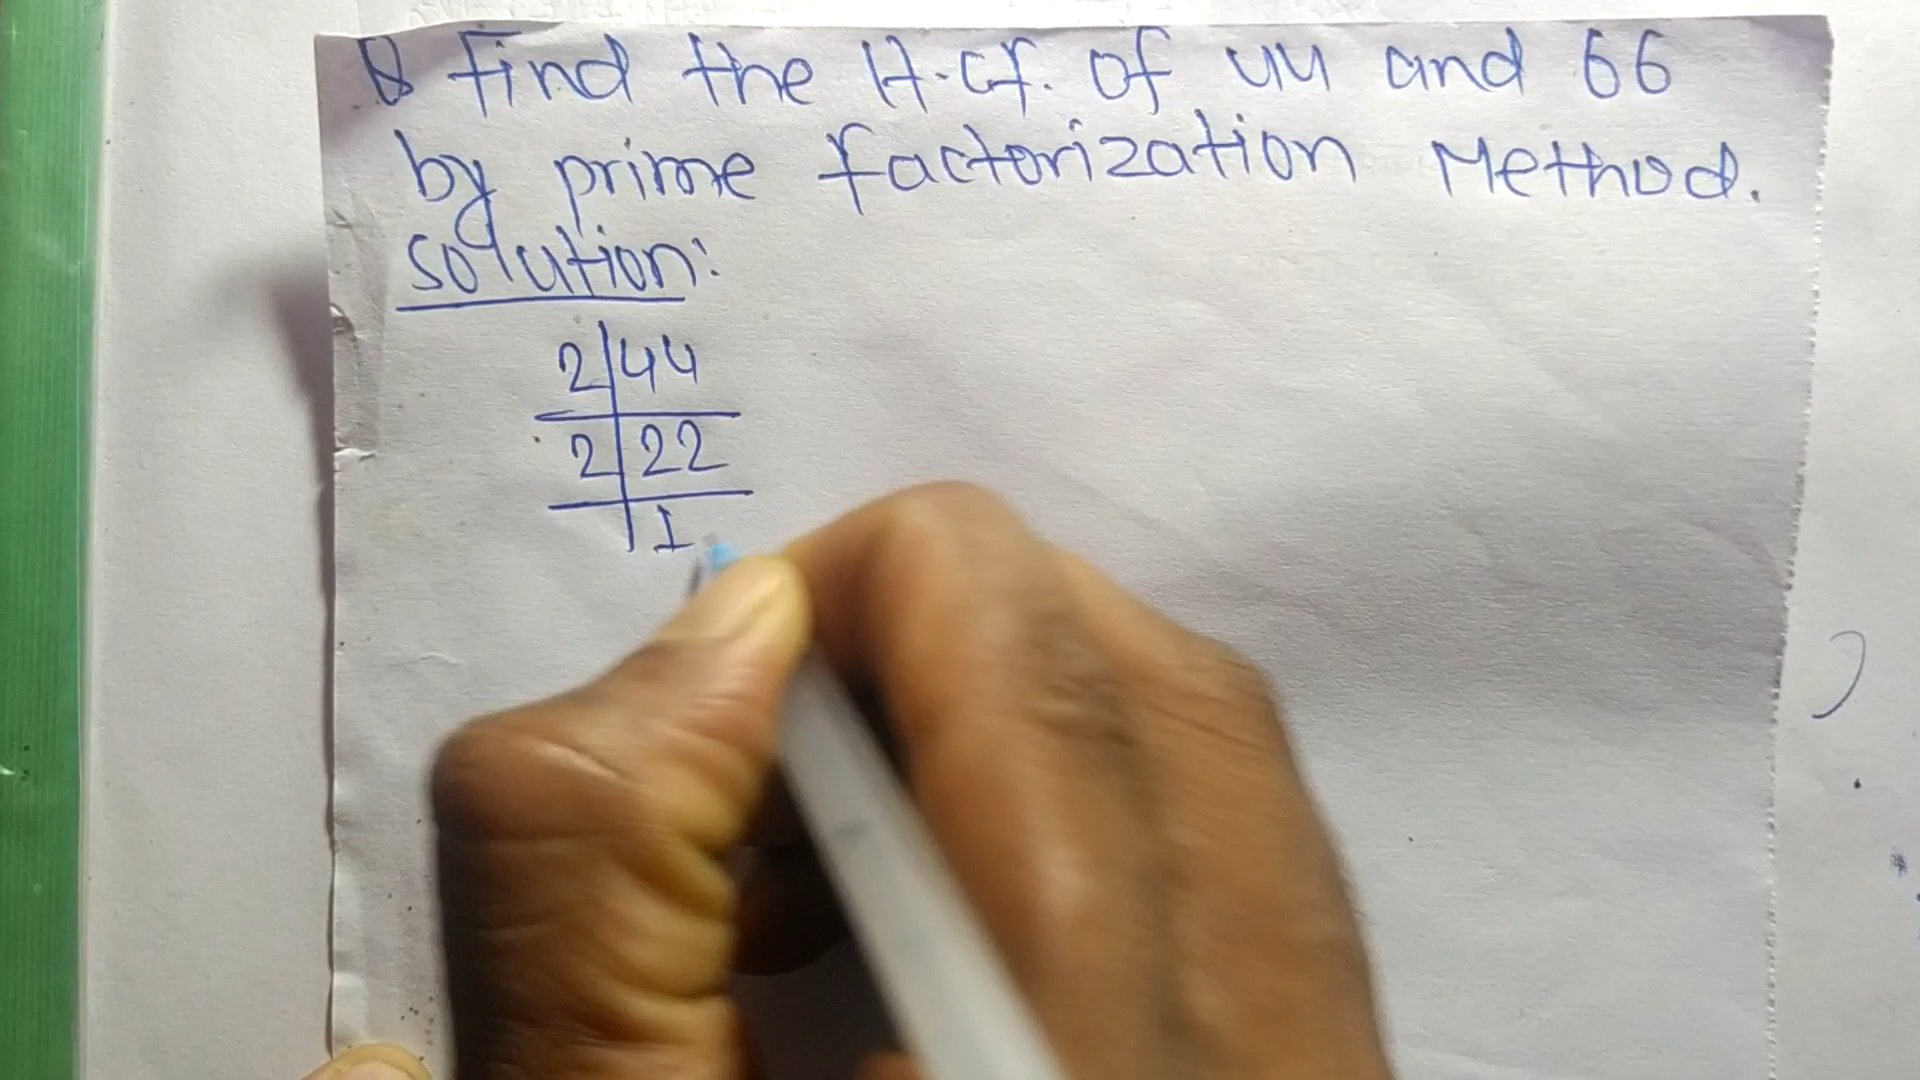 Q Find the H.C.F. of 44 and 66
by prime factorization Method.
Solution:
2 44
2 22
1